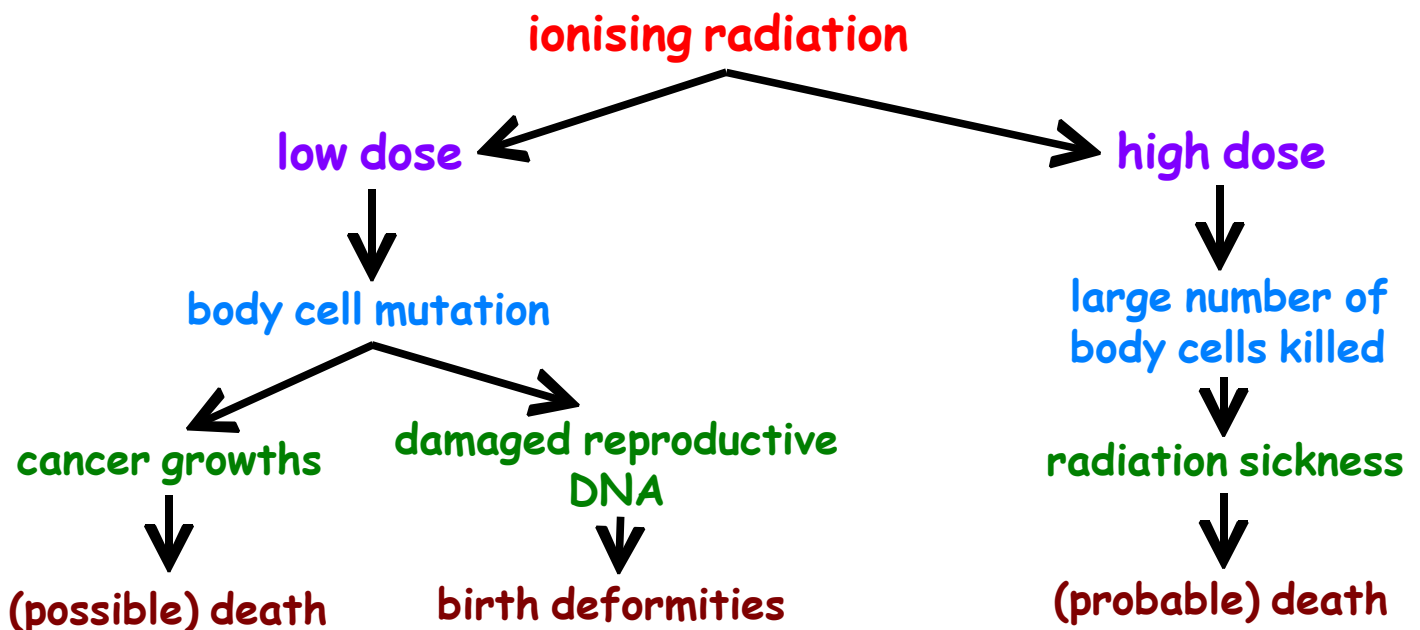 ionising radiation
low dose
high dose
body cell mutation
large number of
body cells killed
cancer growths
damaged reproductive
DNA
radiation sickness
(possible) death
birth deformities
(probable) death